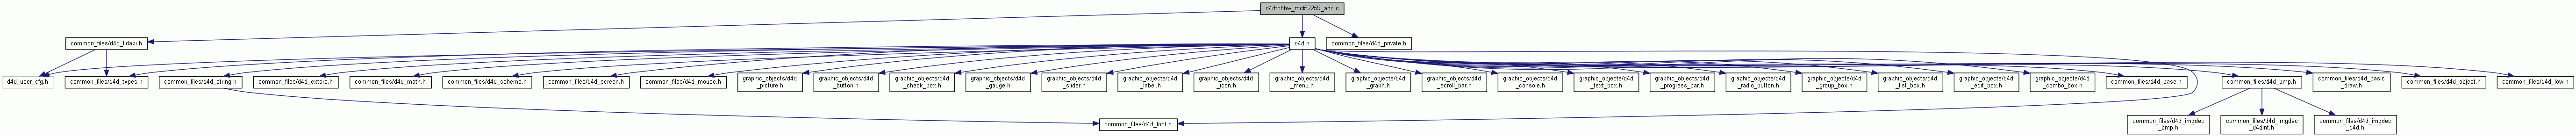 d4dtchhw_mcf52259_adc.c
common_files/d4d_lldapi.h
d4d.h
common_files/d4d_private.h
d4d_user_cfg.h
common_files/d4d_types.h
common_files/d4d_string.h
common_files/d4d_extsrc.h
common_files/d4d_math.h
common_files/d4d_scheme.h
common_files/d4d_screen.h
common_files/d4d_mouse.h
graphic_objects/d4d
_picture.h
graphic_objects/d4d
_button.h
graphic_objects/d4d
_check_box.h
graphic_objects/d4d
_gauge.h
graphic_objects/d4d
_slider.h
graphic_objects/d4d
_label.h
graphic_objects/d4d
_icon.h
graphic_objects/d4d
_menu.h
graphic_objects/d4d
_graph.h
graphic_objects/d4d
_scroll_bar.h
graphic_objects/d4d
_console.h
graphic_objects/d4d
_text_box.h
graphic_objects/d4d
_progress_bar.h
graphic_objects/d4d
_radio_button.h
graphic_objects/d4d
_group_box.h
graphic_objects/d4d
_list_box.h
graphic_objects/d4d
_edit_box.h
graphic_objects/d4d
_combo_box.h
common_files/d4d_base.h
common_files/d4d_bmp.h
common_files/d4d_basic
_draw.h
common_files/d4d_object.h
common_files/d4d_low.h
common_files/d4d_font.h
common_files/d4d_imgdec
_bmp.h
common_files/d4d_imgdec
_d4dint.h
common_files/d4d_imgdec
_d4d.h